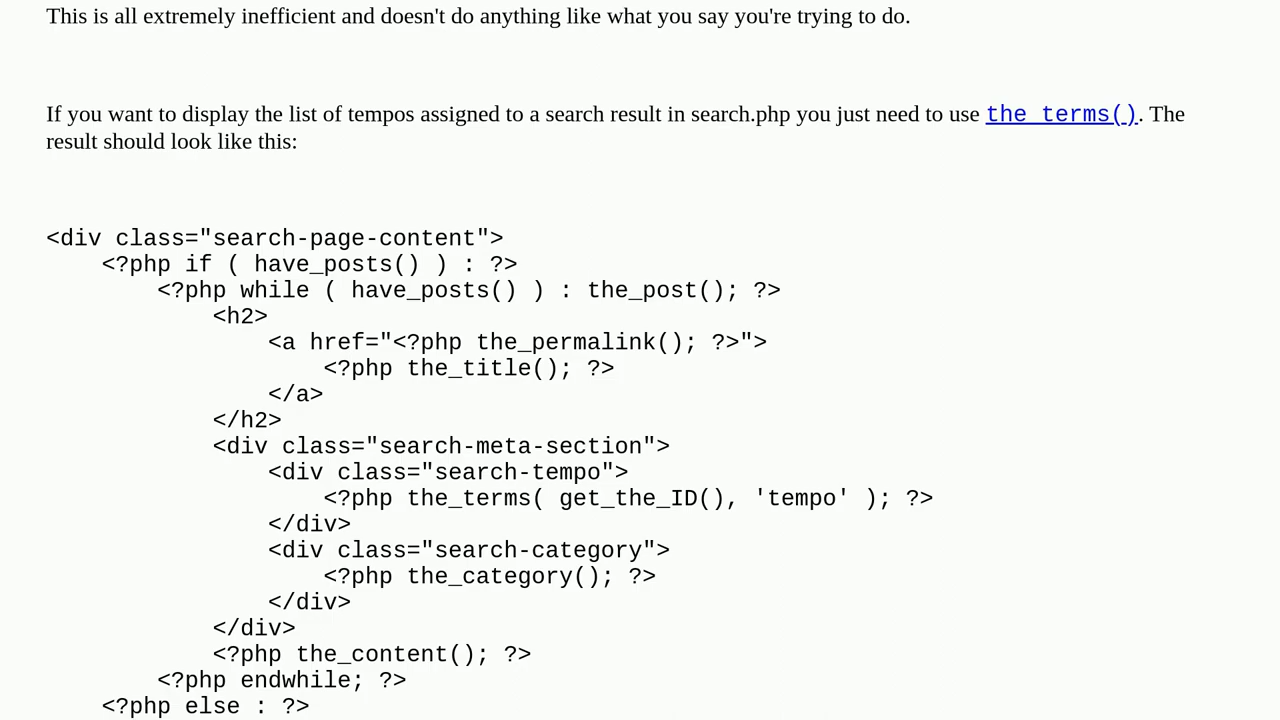 This is all extremely inefficient and doesn't do anything like what you say you're trying to do.
If you want to display the list of tempos assigned to a search result in search.php you just need to use the_terms(). The
result should look like this:
<div class="search-page-content">
    <?php if ( have_posts() ) : ?>
        <?php while ( have_posts() ) : the_post(); ?>
            <h2>
                <a href="<?php the_permalink(); ?>">
                    <?php the_title(); ?>
                </a>
            </h2>
            <div class="search-meta-section">
                <div class="search-tempo">
                    <?php the_terms( get_the_ID(), 'tempo' ); ?>
                </div>
                <div class="search-category">
                    <?php the_category(); ?>
                </div>
            </div>
            <?php the_content(); ?>
        <?php endwhile; ?>
    <?php else : ?>